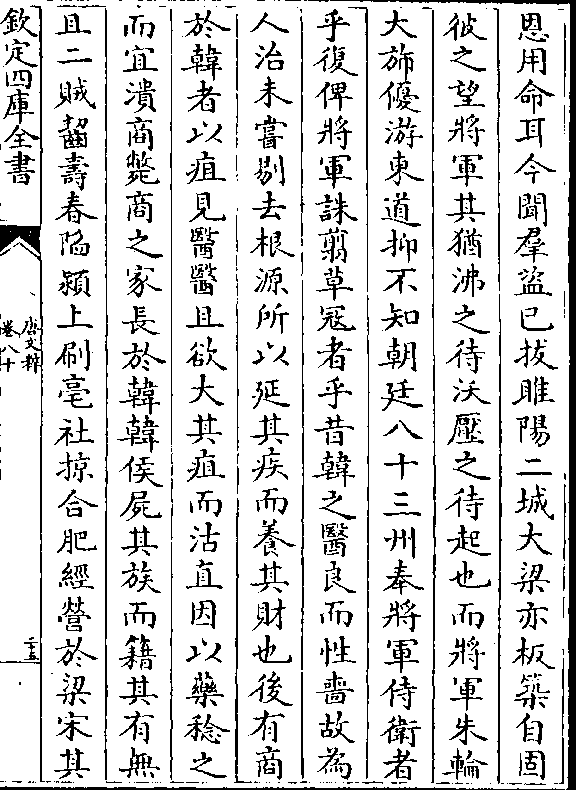 恩用命耳今聞羣盜已拔睢陽二城大梁亦板築自固
彼之望將軍其猶沸之待沃壓之待起也而將軍朱輪
大斾優游東道抑不知朝廷八十三州奉將軍侍衛者
乎復俾將軍誅翦草冦者乎昔韓之醫良而性嗇故為
人治未嘗剔去根源所以延其疾而養其財也後有商
於韓者以疽見醫醫且欲大其疽而沽直因以藥稔之
而宜潰商斃商之家長於韓韓侯屍其族而籍其有無
且二賊齧壽春陷潁上刷亳社掠合肥經營於梁宋其
欽定四庫全書
唐文粹
卷八十
二十五